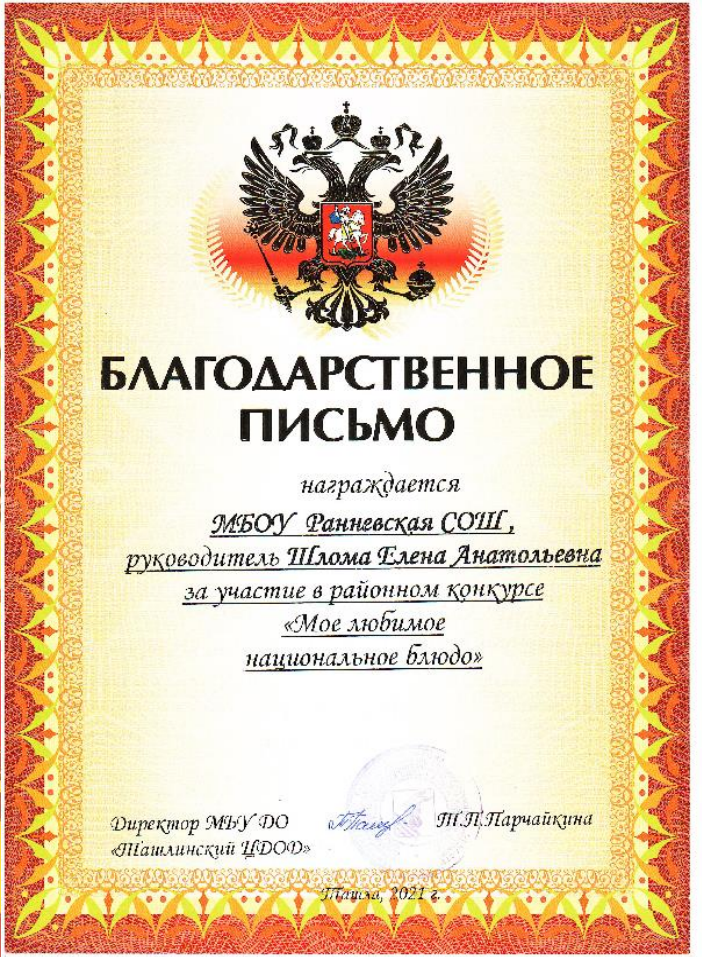 БЛАГОДАРСТВЕННОЕ
ПИСЬМО
награждается
МБОУ Ранневская СОШ,
руководитель Шлома Елена Анатольевна
за участие в районном конкурсе
«Мое любимое
национальное блюдо»
Директор МБУ ДО
Т.П.Парчайкина
«Ташлинский ЦДОД»
Ташла, 2021 г.